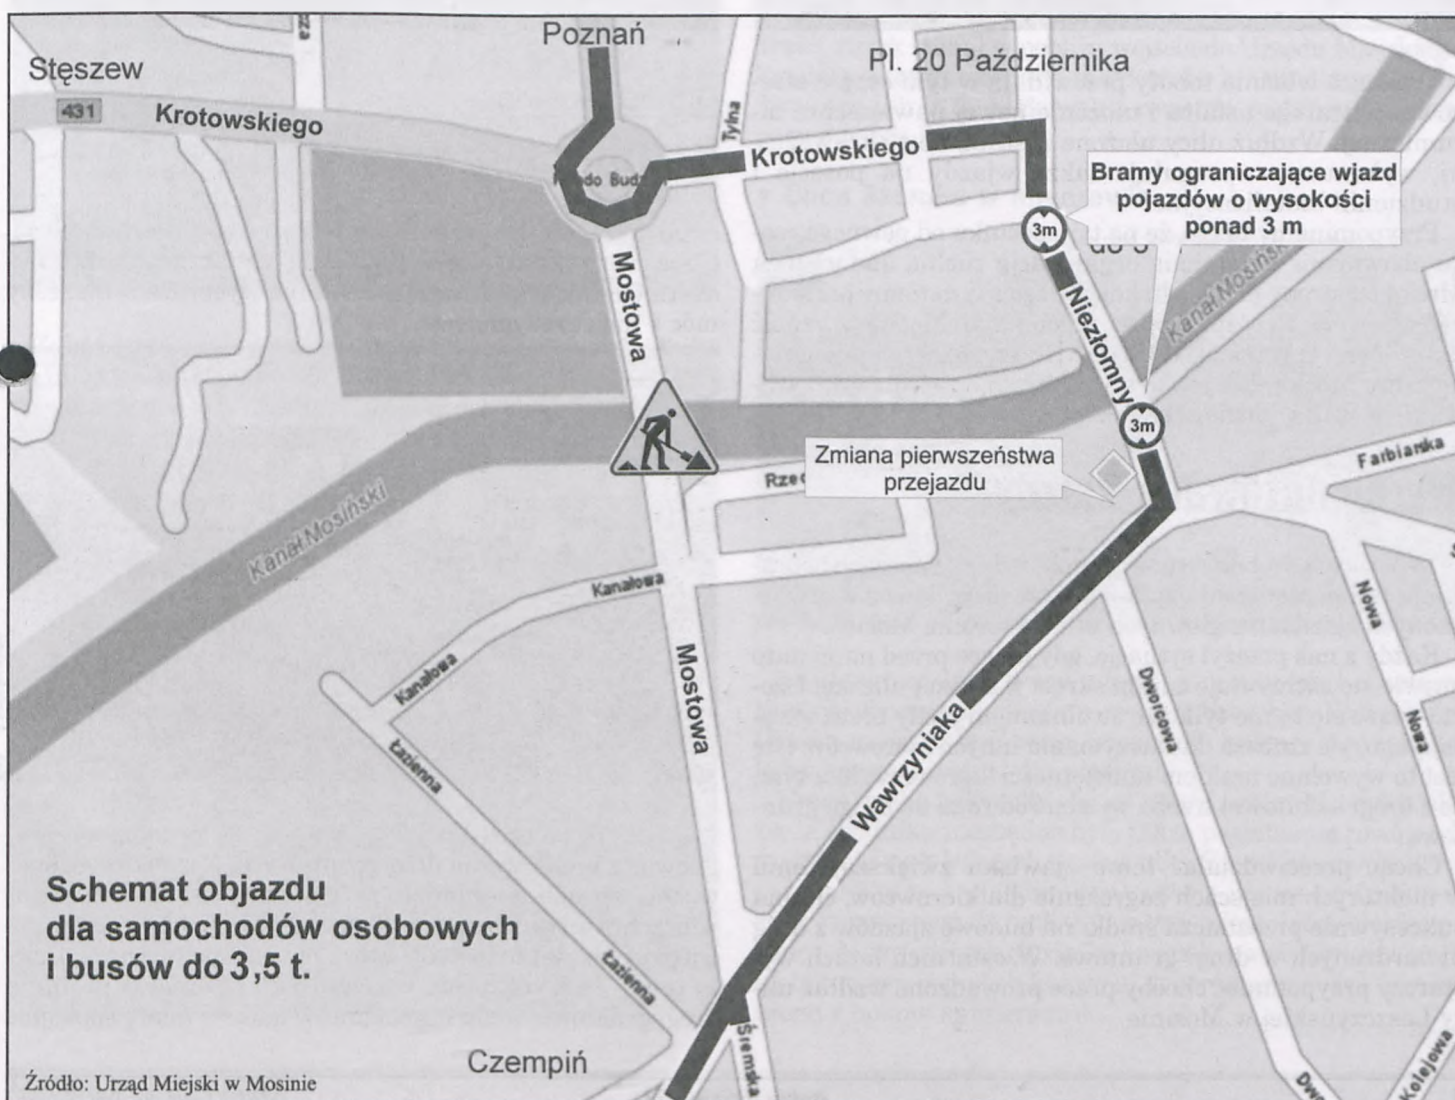 Poznań
Pl. 20 Października
Stęszew
431
Krotowskiego
Tylna
Krotowskiego
Bramy ograniczające wjazd
pojazdów o wysokości
ponad 3 m
3m
Mostowa
Niezłomnych
Kanał Mosiński
3m
Zmiana pierwszeństwa
przejazdu
Farbiarska
Kanał Mosiński
Kanałowa
Nowa
Kanałowa
Mostowa
Dworcowa
Nowa
Łazienna
Wawrzyniaka
Schemat objazdu
dla samochodów osobowych
i busów do 3,5 t.
Łazienna
Czempiń
Śremska
Kolejowa
Źródło: Urząd Miejski w Mosinie